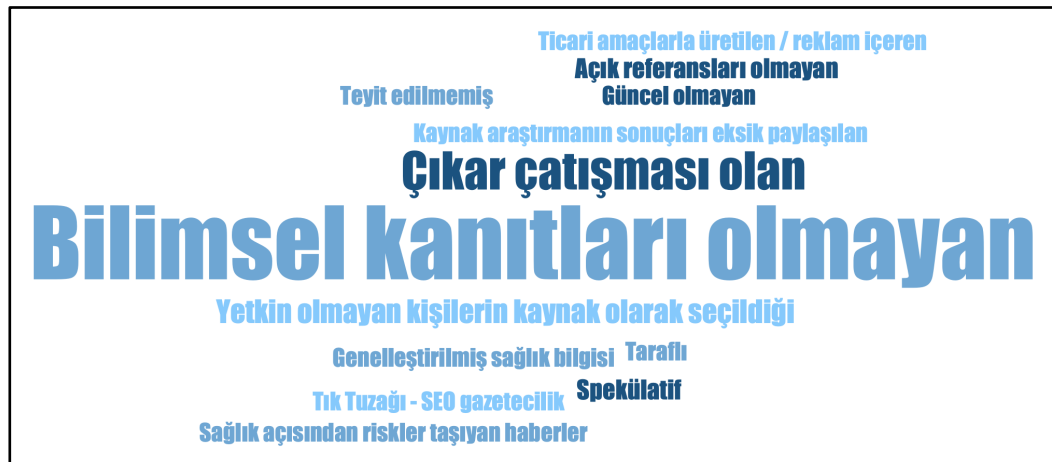 Ticari amaçlarla üretilen / reklam içeren
Açık referansları olmayan
Teyit edilmemiş
Güncel olmayan
Kaynak araştırmanın sonuçları eksik paylaşılan
Çıkar çatışması olan
Bilimsel kanıtları olmayan
Yetkin olmayan kişilerin kaynak olarak seçildiği
Genelleştirilmiş sağlık bilgisi
Taraflı
Tık Tuzağı - SEO gazetecilik
Spekülatif
Sağlık açısından riskler taşıyan haberler